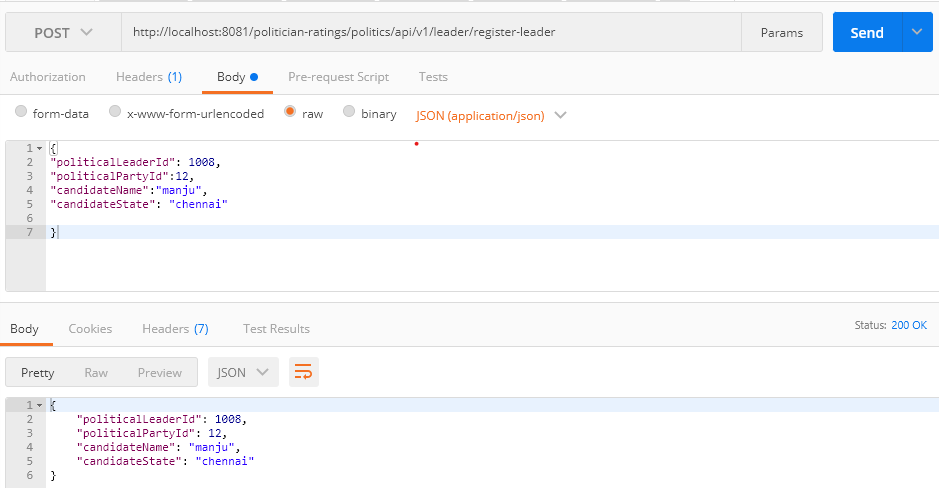 POST http://localhost:8081/politician-ratings/politics/api/v1/leader/register-leader Params Send
Authorization Headers (1) Body Pre-request Script Tests
form-data x-www-form-urlencoded raw binary JSON (application/json)
1 {
2 "politicalLeaderId": 1008,
3 "politicalPartyId":12,
4 "candidateName":"manju",
5 "candidateState": "chennai"
6
7 }
Body Cookies Headers (7) Test Results Status: 200 OK
Pretty Raw Preview JSON
1 {
2 "politicalLeaderId": 1008,
3 "politicalPartyId": 12,
4 "candidateName": "manju",
5 "candidateState": "chennai"
6 }